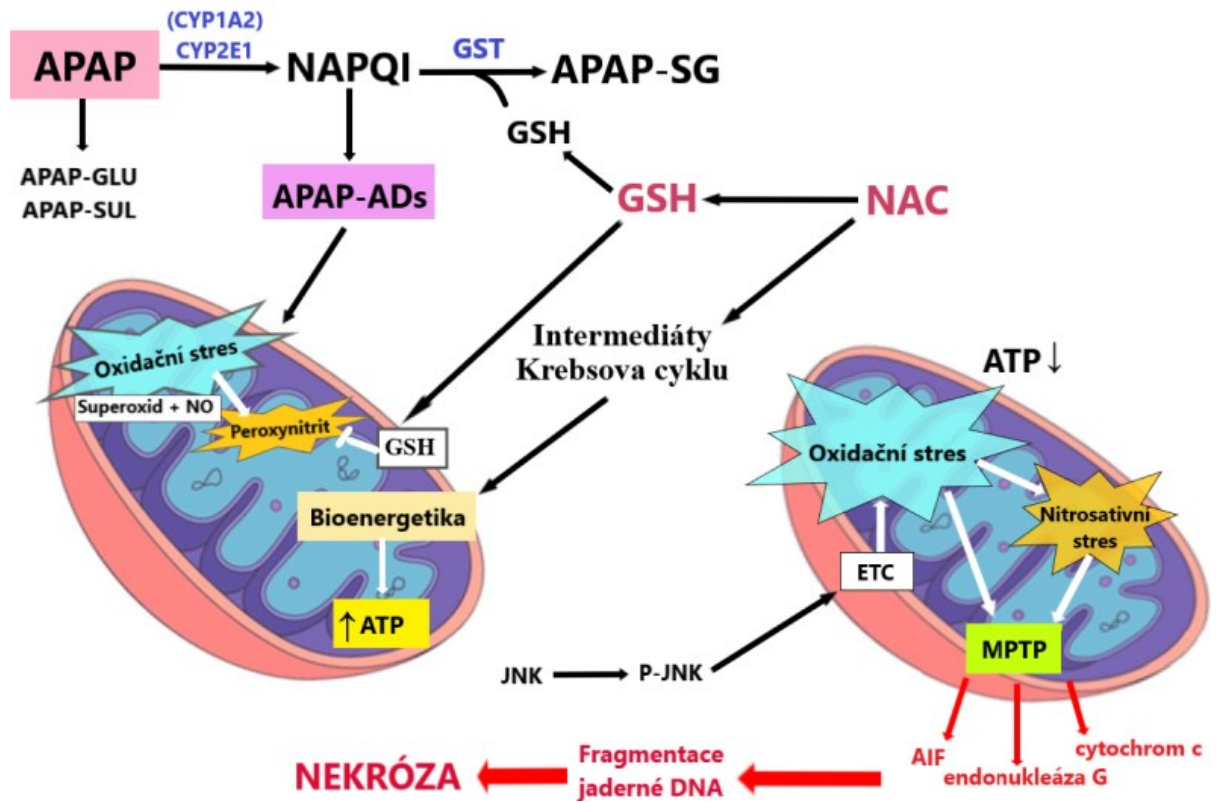 (CYP1A2)
CYP2E1
APAP
NAPQI
GST
APAP-SG
GSH
APAP-GLU
APAP-SUL
APAP-ADs
GSH
NAC
Intermediáty
Krebsova cyklu
Oxidační stres
Superoxid + NO
Peroxynitrit
GSH
Bioenergetika
↑ATP
ATP↓
Oxidační stres
Nitrosativní
stres
ETC
MPTP
JNK
P-JNK
AIF
endonukleáza G
cytochrom c
Fragmentace
jaderné DNA
NEKRÓZA